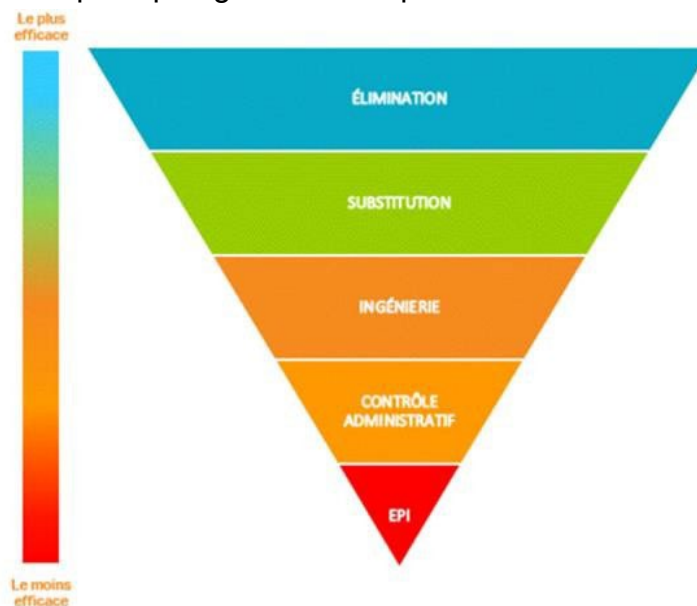 Le plus
efficace
ÉLIMINATION
SUBSTITUTION
INGÉNIERIE
CONTRÔLE
ADMINISTRATIF
EPI
Le moins
efficace